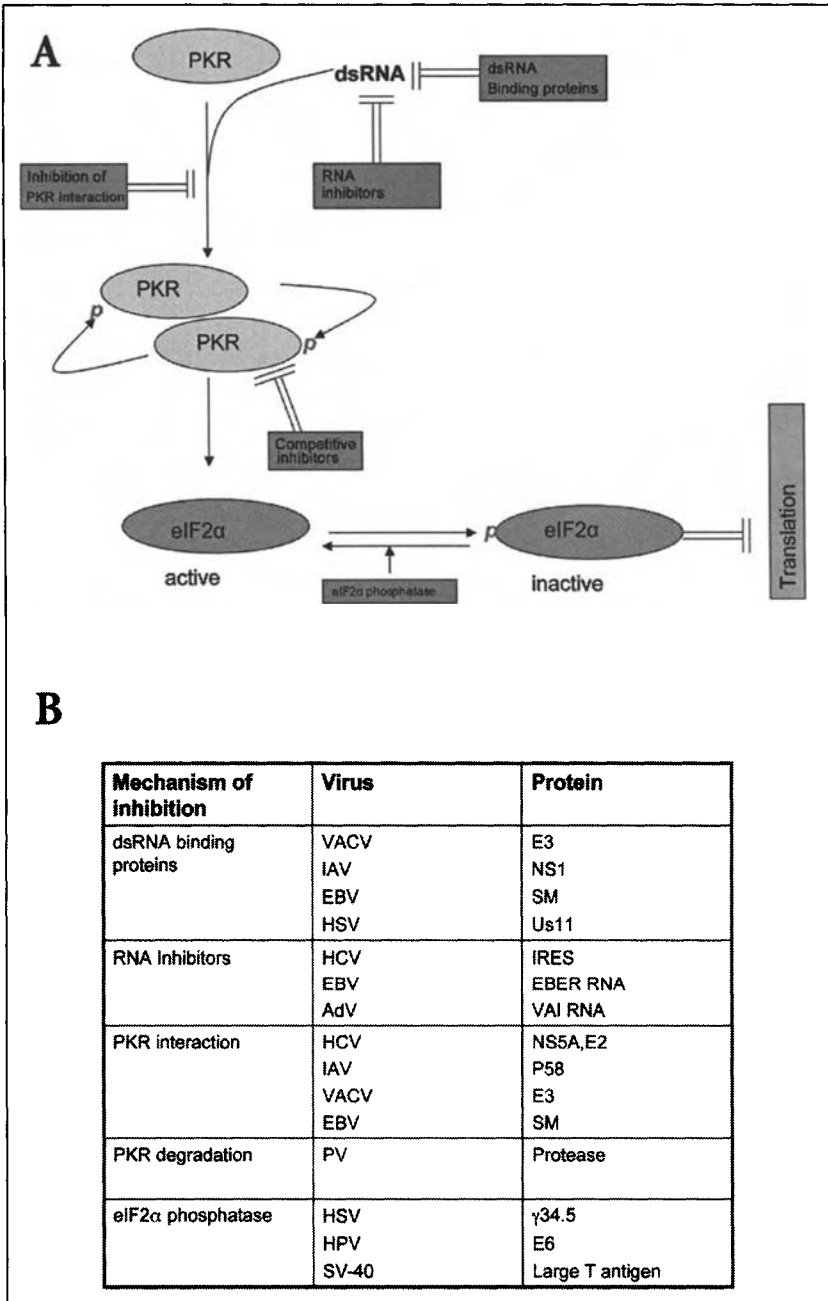 A
PKR
dsRNA
dsRNA
Binding proteins
Inhibition of
PKR interaction
RNA
inhibitors
PKR
p
PKR
p
Competitive
inhibitors
eIF2α
active
eIF2α phosphatase
p
eIF2α
inactive
Translation
B
Mechanism of inhibition Virus Protein
dsRNA binding proteins VACV E3
IAV NS1
EBV SM
HSV Us11
RNA Inhibitors HCV IRES
EBV EBER RNA
AdV VAI RNA
PKR interaction HCV NS5A,E2
IAV P58
VACV E3
EBV SM
PKR degradation PV Protease
eIF2α phosphatase HSV γ34.5
HPV E6
SV-40 Large T antigen